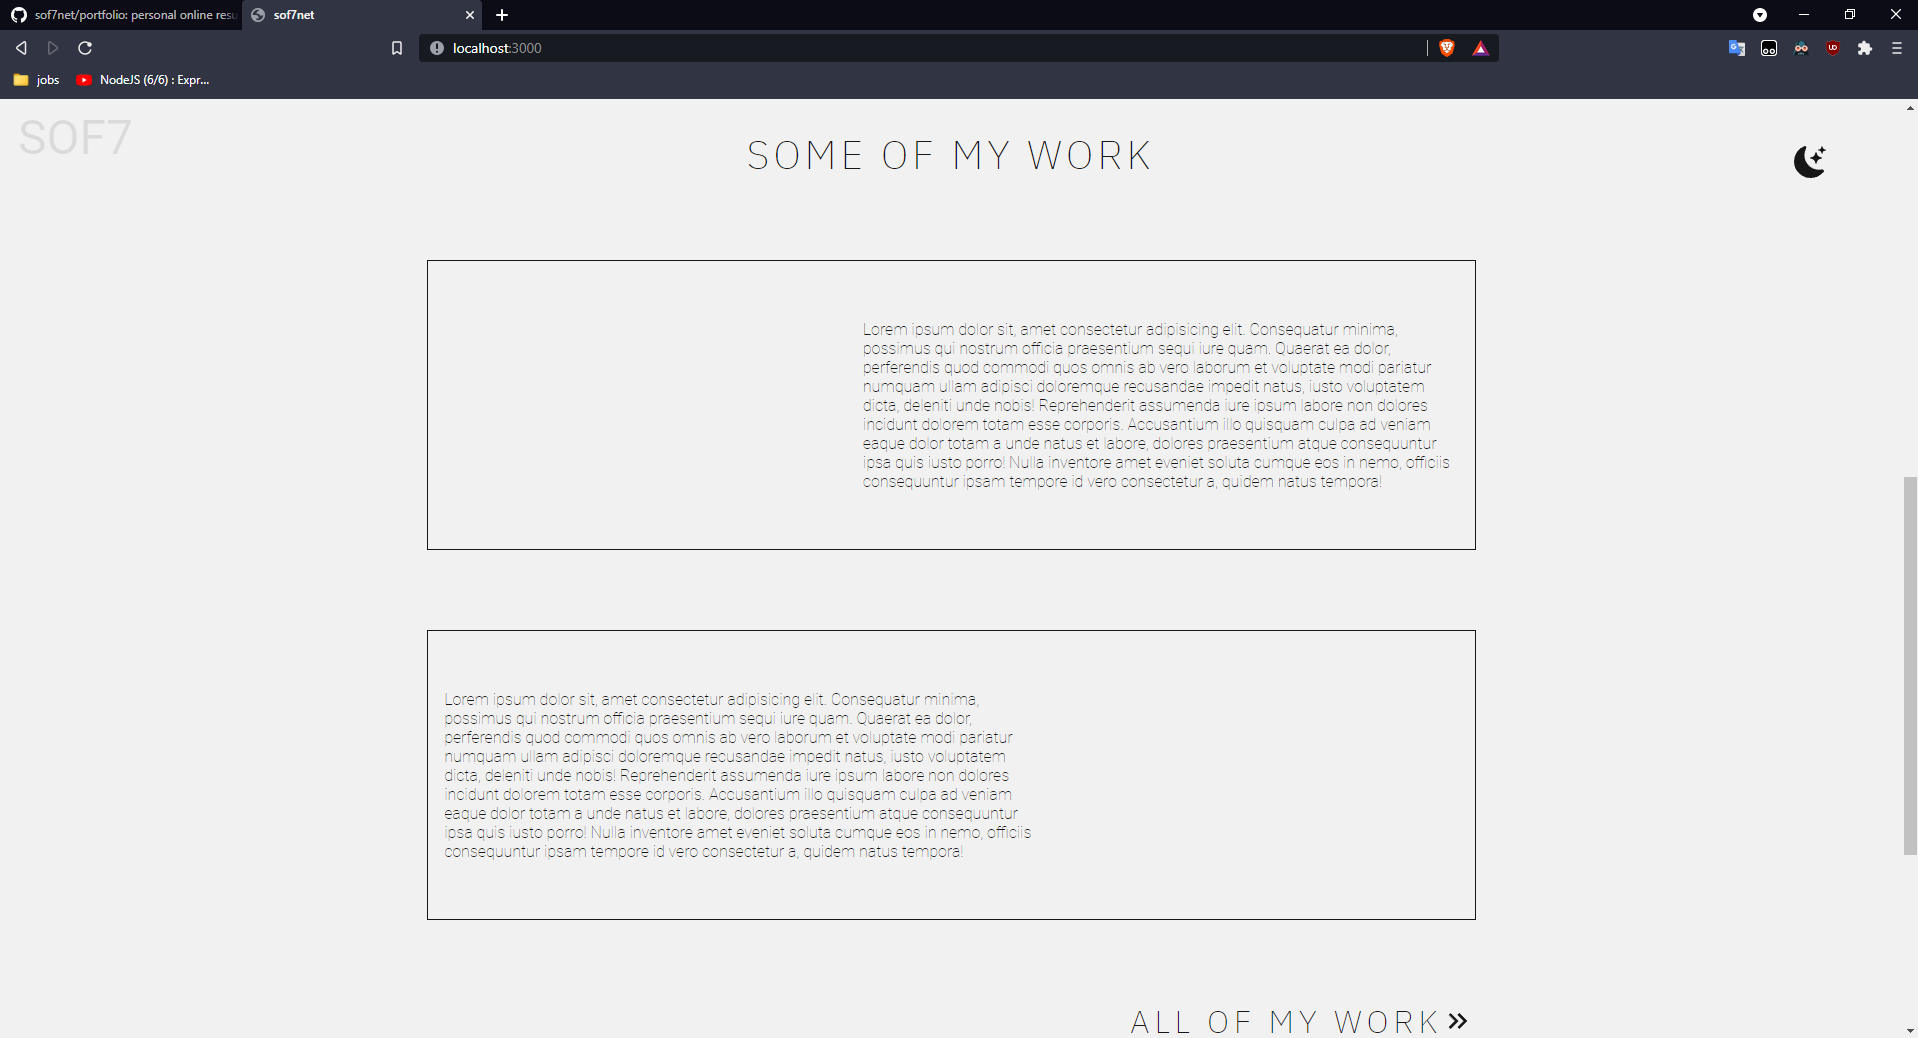 sof7net/portfolio: personal online resu
sof7net
localhost:3000
jobs
NodeJS (6/6) : Expr...
SOF7
SOME OF MY WORK
Lorem ipsum dolor sit, amet consectetur adipisicing elit. Consequatur minima,
possimus qui nostrum officia praesentium sequi iure quam. Quaerat ea dolor,
perferendis quod commodi quos omnis ab vero laborum et voluptate modi pariatur
numquam ullam adipisci doloremque recusandae impedit natus, iusto voluptatem
dicta, deleniti unde nobis! Reprehenderit assumenda iure ipsum labore non dolores
incidunt dolorem totam esse corporis. Accusantium illo quisquam culpa ad veniam
eaque dolor totam a unde natus et labore, dolores praesentium atque consequuntur
ipsa quis iusto porro! Nulla inventore amet eveniet soluta cumque eos in nemo, officiis
consequuntur ipsam tempore id vero consectetur a, quidem natus tempora!
Lorem ipsum dolor sit, amet consectetur adipisicing elit. Consequatur minima,
possimus qui nostrum officia praesentium sequi iure quam. Quaerat ea dolor,
perferendis quod commodi quos omnis ab vero laborum et voluptate modi pariatur
numquam ullam adipisci doloremque recusandae impedit natus, iusto voluptatem
dicta, deleniti unde nobis! Reprehenderit assumenda iure ipsum labore non dolores
incidunt dolorem totam esse corporis. Accusantium illo quisquam culpa ad veniam
eaque dolor totam a unde natus et labore, dolores praesentium atque consequuntur
ipsa quis iusto porro! Nulla inventore amet eveniet soluta cumque eos in nemo, officiis
consequuntur ipsam tempore id vero consectetur a, quidem natus tempora!
ALL OF MY WORK